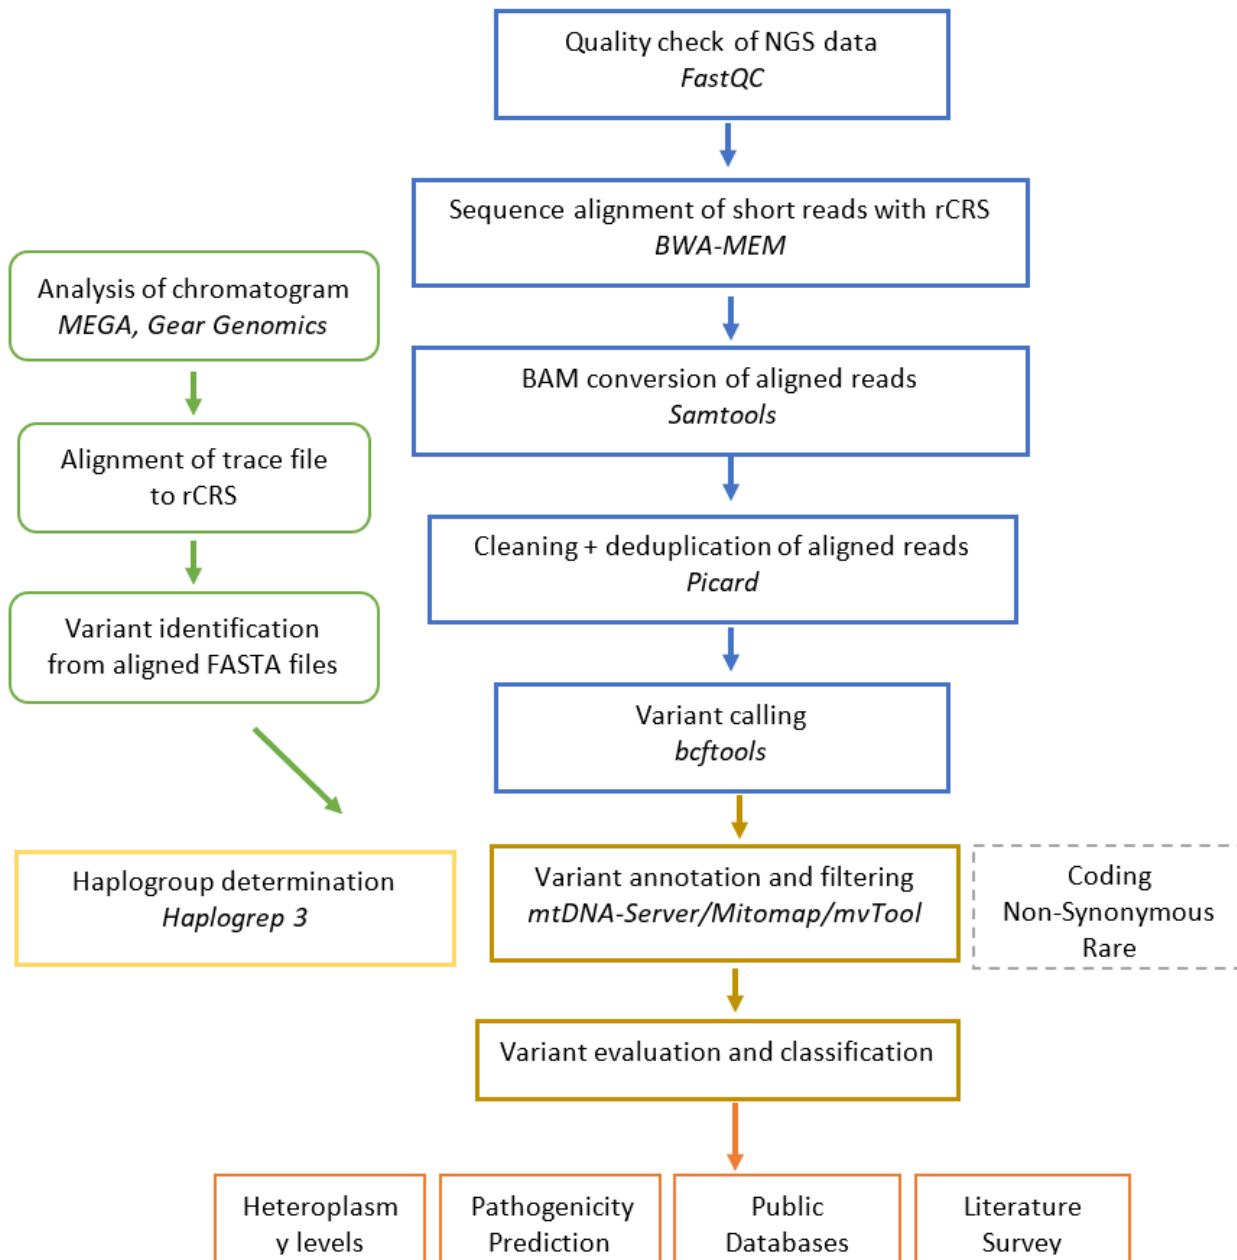 Quality check of NGS data
FastQC
Sequence alignment of short reads with rCRS
BWA-MEM
Analysis of chromatogram
MEGA, Gear Genomics
BAM conversion of aligned reads
Samtools
Alignment of trace file
to rCRS
Cleaning + deduplication of aligned reads
Picard
Variant identification
from aligned FASTA files
Variant calling
bcftools
Haplogroup determination
Haplogrep 3
Variant annotation and filtering
mtDNA-Server/Mitomap/mvTool
Coding
Non-Synonymous
Rare
Variant evaluation and classification
Heteroplasm
y levels
Pathogenicity
Prediction
Public
Databases
Literature
Survey